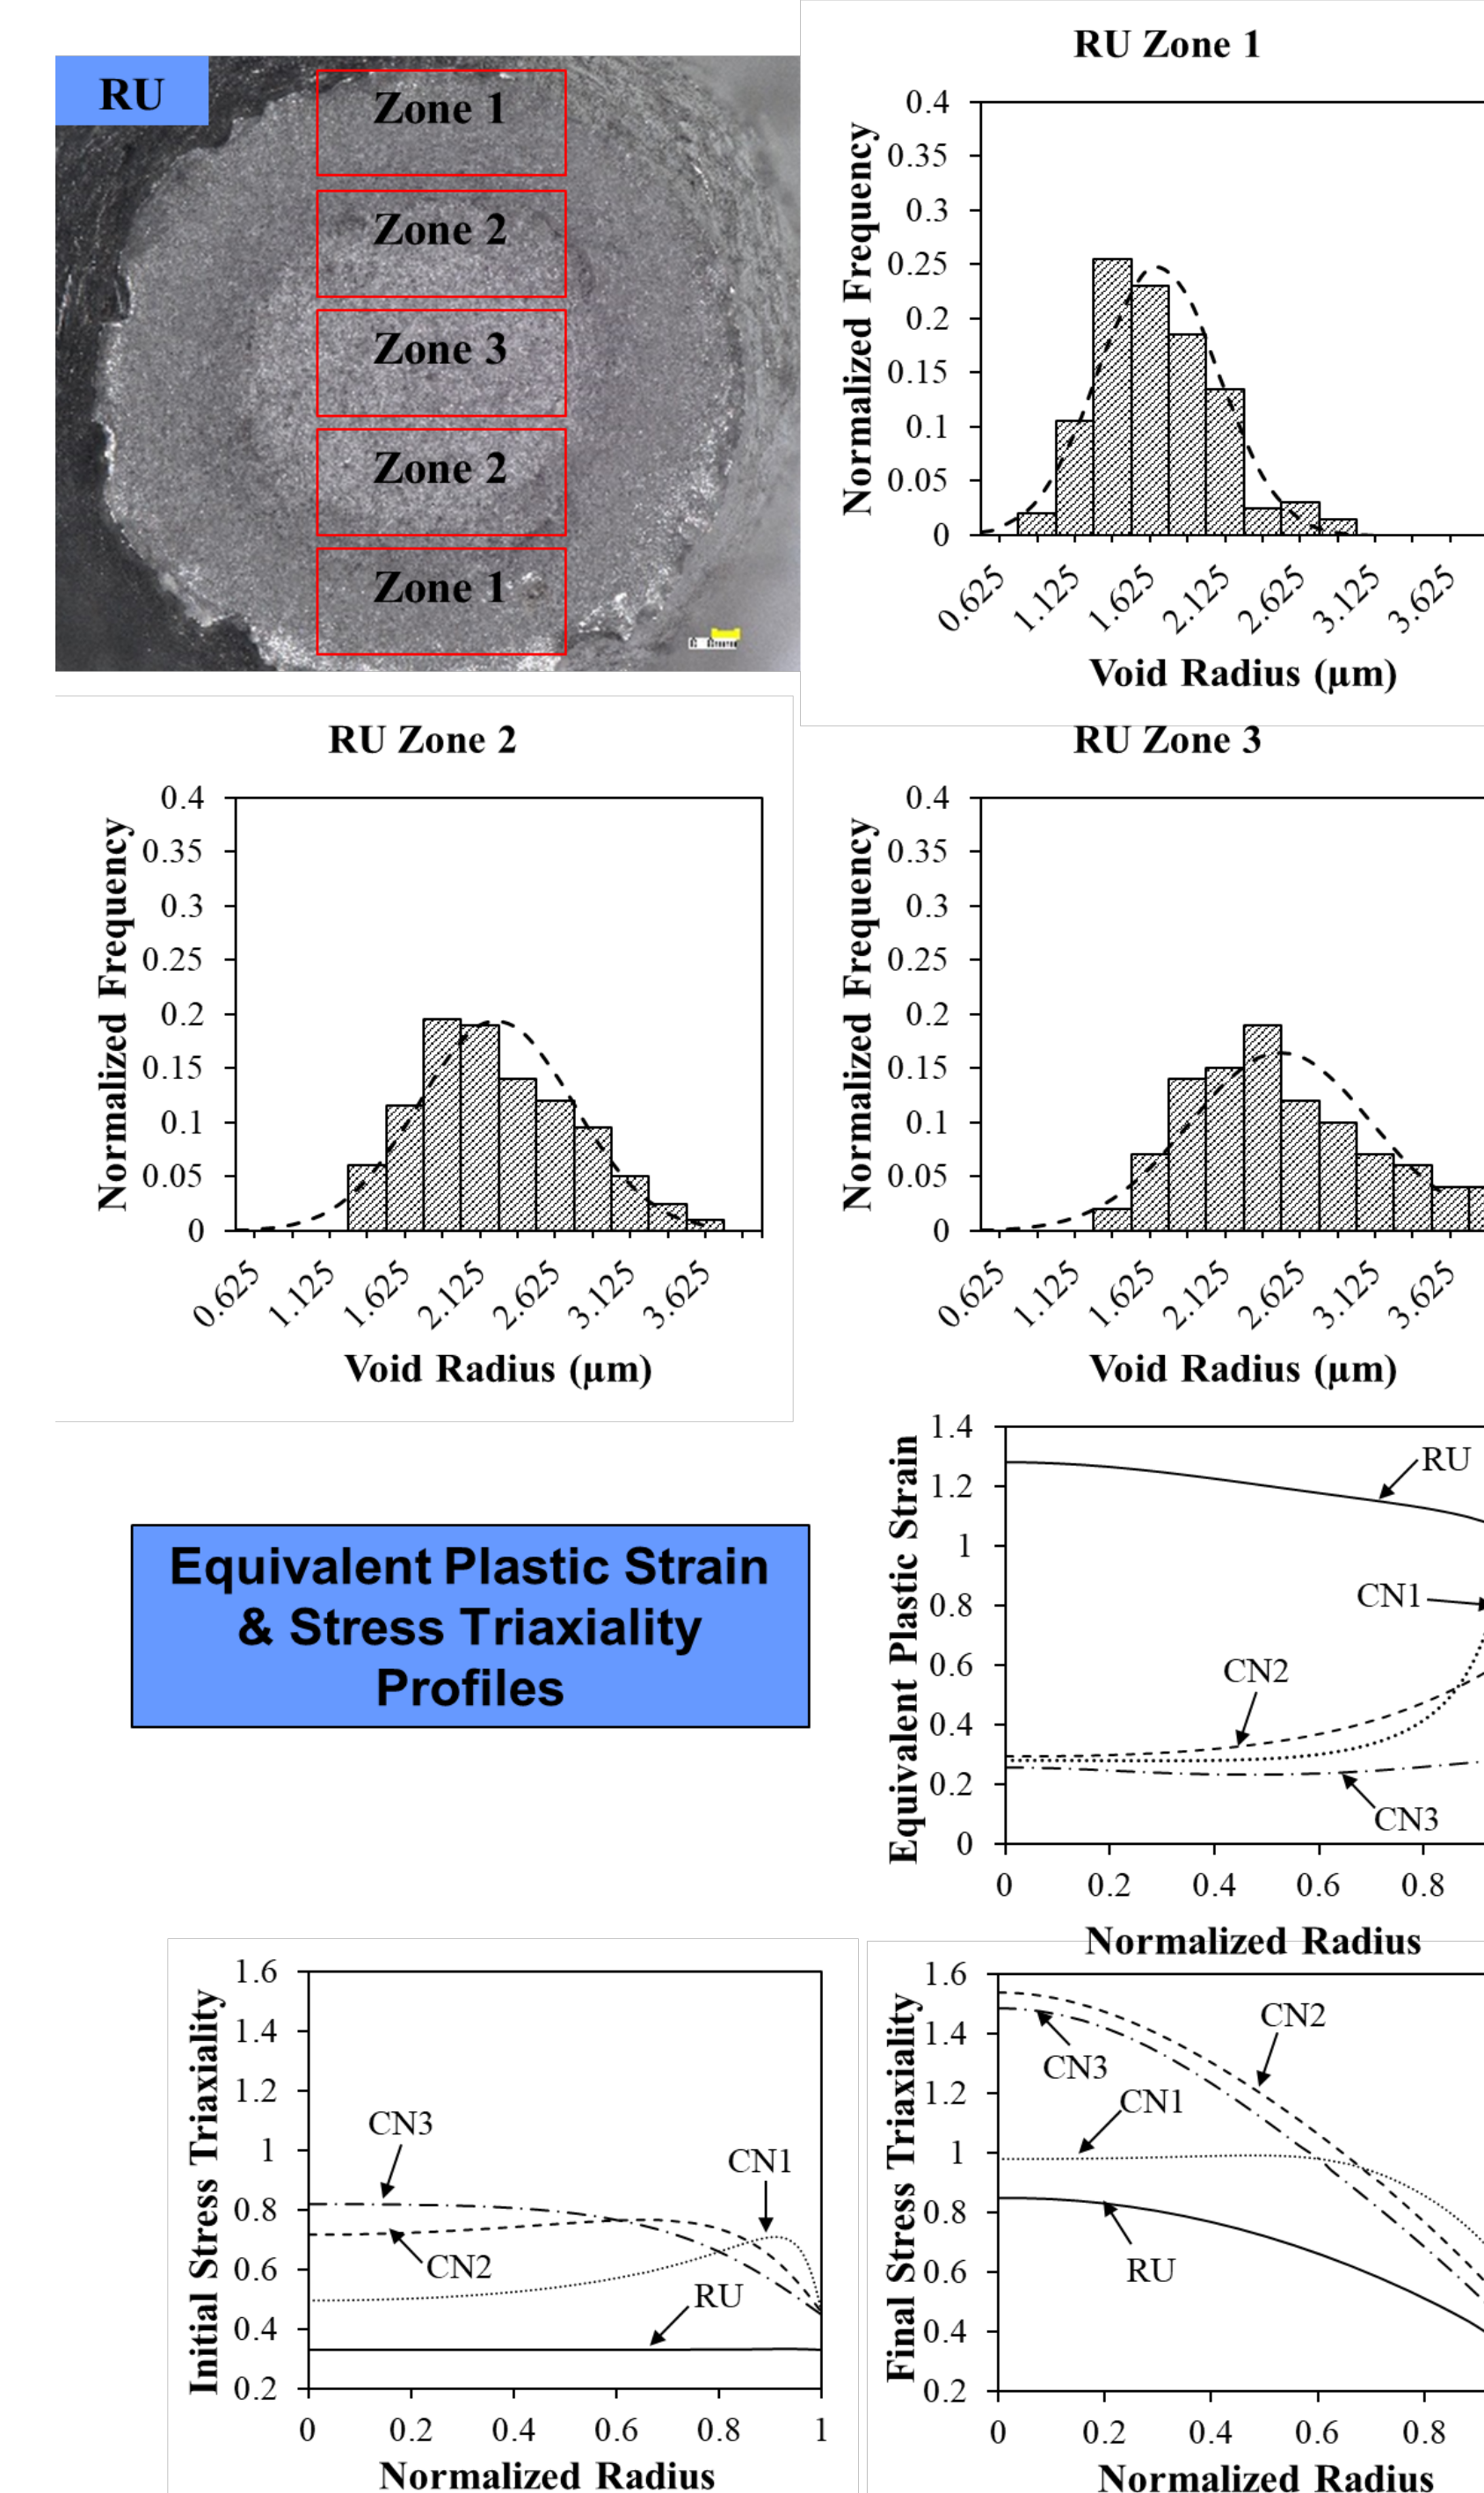 RU
Zone 1
Zone 2
Zone 3
Zone 2
Zone 1
RU Zone 1
Normalized Frequency
0.4
0.35
0.3
0.25
0.2
0.15
0.1
0.05
0
0.625 1.125 1.625 2.125 2.625 3.125 3.625
Void Radius (µm)
RU Zone 2
Normalized Frequency
0.4
0.35
0.3
0.25
0.2
0.15
0.1
0.05
0
0.625 1.125 1.625 2.125 2.625 3.125 3.625
Void Radius (µm)
RU Zone 3
Normalized Frequency
0.4
0.35
0.3
0.25
0.2
0.15
0.1
0.05
0
0.625 1.125 1.625 2.125 2.625 3.125 3.625
Void Radius (µm)
Equivalent Plastic Strain
& Stress Triaxiality
Profiles
Equivalent Plastic Strain
1.4
1.2
1
0.8
0.6
0.4
0.2
0
RU
CN1
CN2
CN3
0 0.2 0.4 0.6 0.8
Normalized Radius
Initial Stress Triaxiality
1.6
1.4
1.2
1
0.8
0.6
0.4
0.2
CN3
CN1
CN2
RU
0 0.2 0.4 0.6 0.8 1
Normalized Radius
Final Stress Triaxiality
1.6
1.4
1.2
1
0.8
0.6
0.4
0.2
CN2
CN3
CN1
RU
0 0.2 0.4 0.6 0.8
Normalized Radius